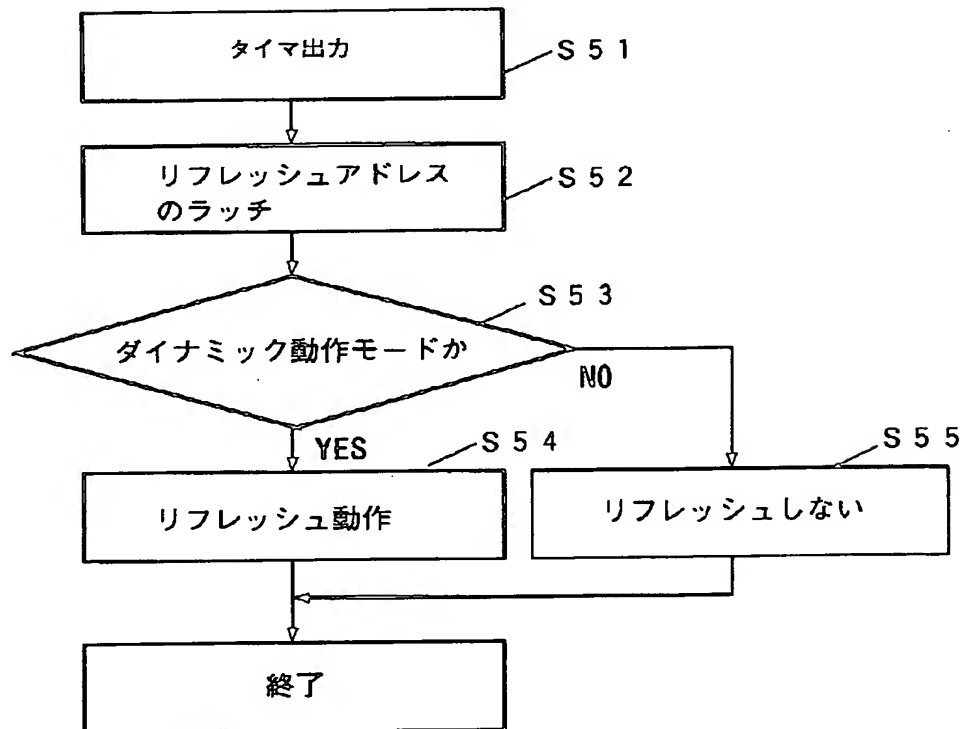 タイマ出力
S51
リフレッシュアドレス
のラッチ
S52
S53
ダイナミック動作モードか
NO
YES
S54
S55
リフレッシュ動作
リフレッシュしない
終了